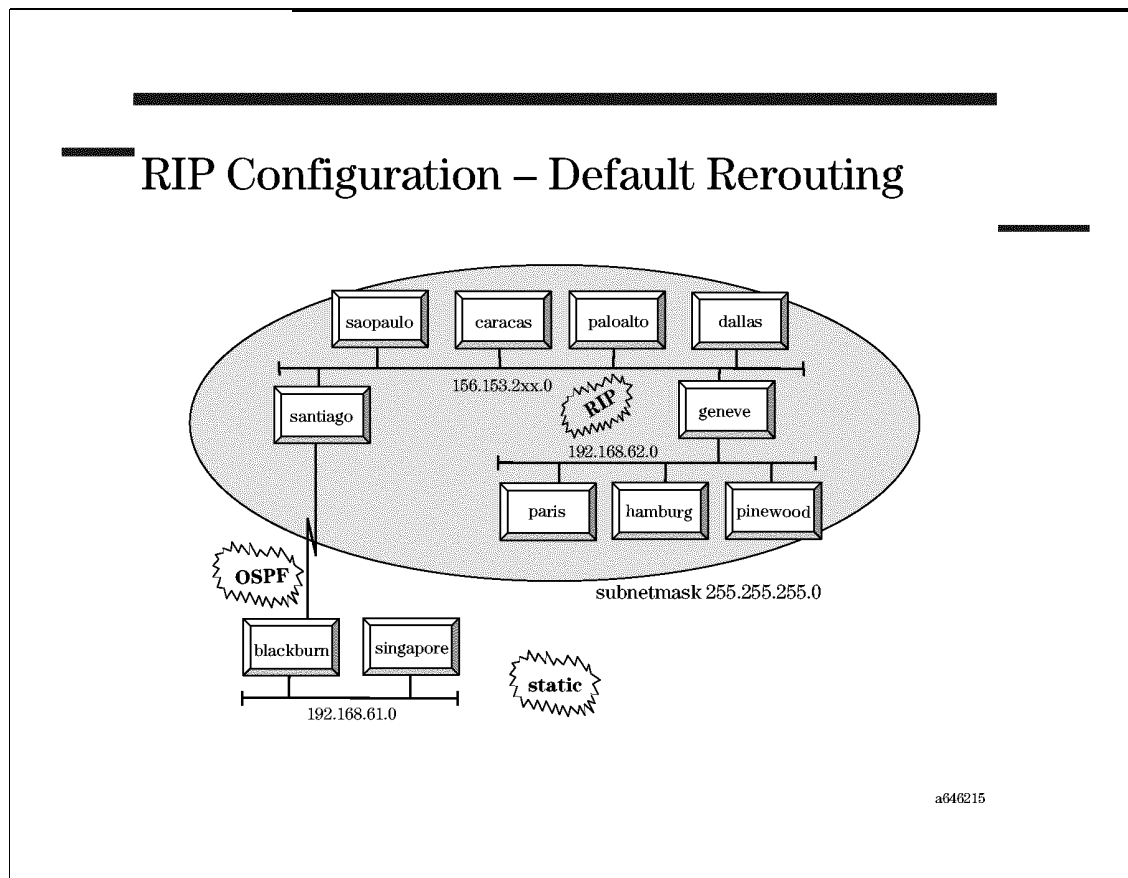 RIP Configuration – Default Rerouting
saopaulo
caracas
paloalto
dallas
156.153.2xx.0
RIP
santiago
geneve
192.168.62.0
paris
hamburg
pinewood
OSPF
subnetmask 255.255.255.0
blackburn
singapore
static
192.168.61.0
a646215